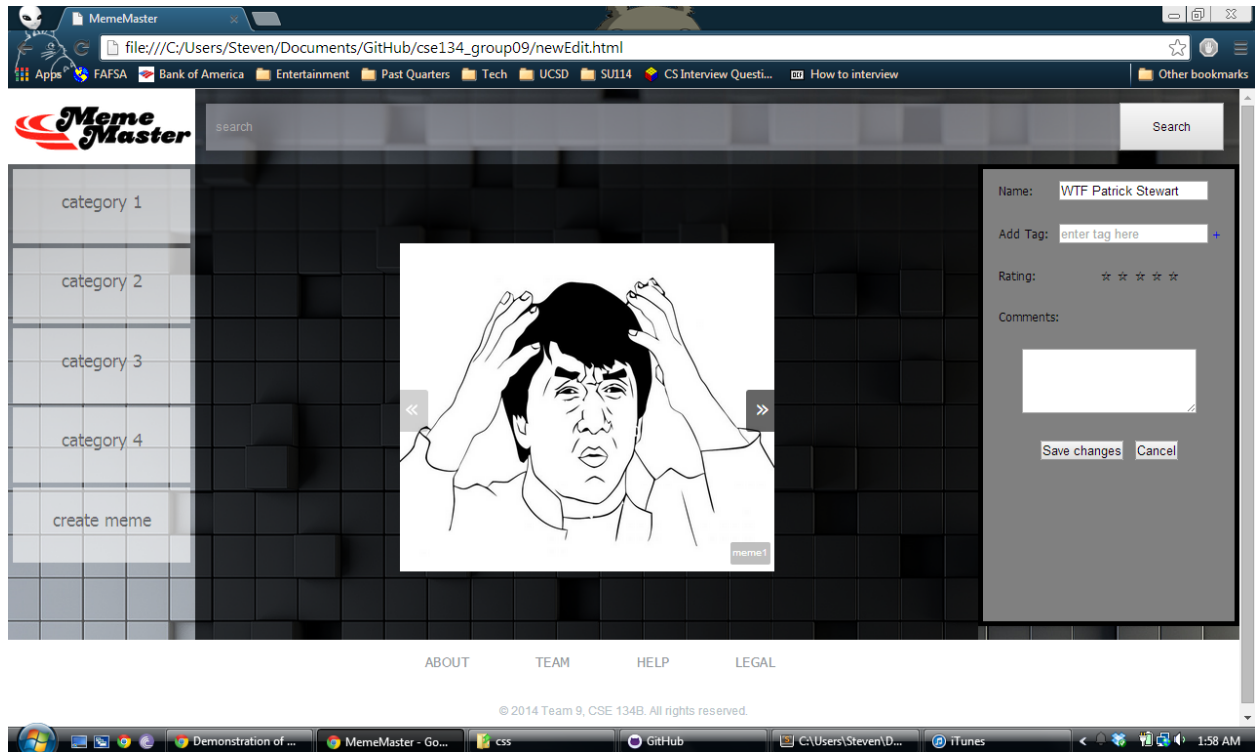 MemeMaster
file:///C:/Users/Steven/Documents/GitHub/cse134_group09/newEdit.html
Apps FAFSA Bank of America Entertainment Past Quarters Tech UCSD SU114 CS Interview Questi... How to interview Other bookmarks
Meme
Master
search
Search
category 1
category 2
category 3
category 4
create meme
«
»
meme1
Name: WTF Patrick Stewart
Add Tag: enter tag here +
Rating: ☆ ☆ ☆ ☆ ☆
Comments:
Save changes Cancel
ABOUT TEAM HELP LEGAL
© 2014 Team 9, CSE 134B. All rights reserved.
Demonstration of ... MemeMaster - Go... css GitHub C:\Users\Steven\D... iTunes 1:58 AM